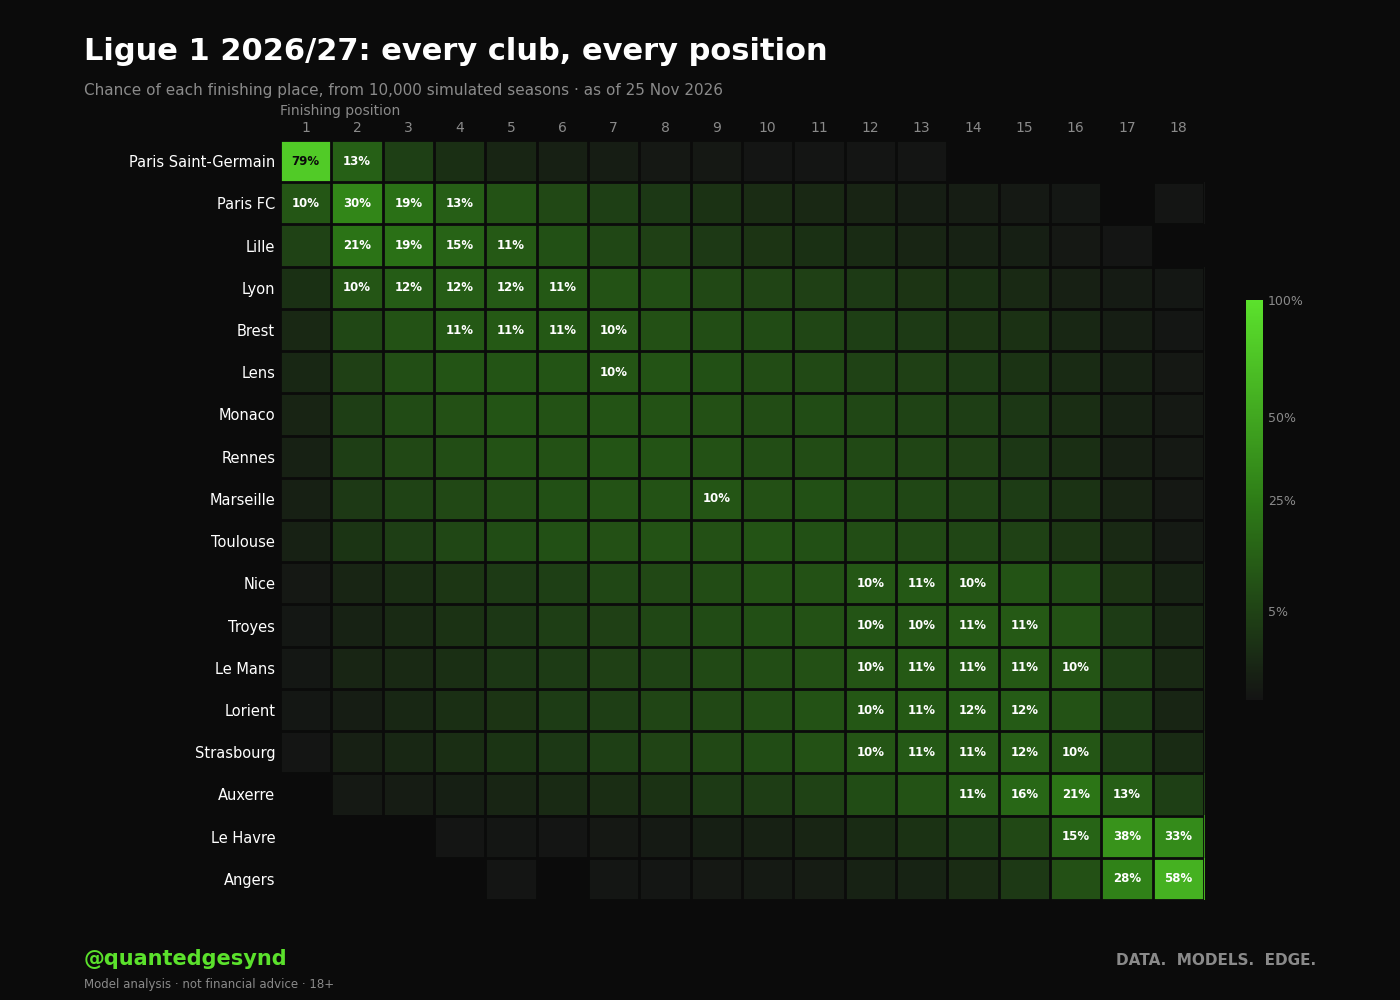 Ligue 1 2026/27: every club, every position
Chance of each finishing place, from 10,000 simulated seasons · as of 25 Nov 2026
Finishing position
1 2 3 4 5 6 7 8 9 10 11 12 13 14 15 16 17 18
Paris Saint-Germain 79% 13%
Paris FC 10% 30% 19% 13%
Lille 21% 19% 15% 11%
Lyon 10% 12% 12% 12% 11%
100%
Brest 11% 11% 11% 10%
Lens 10%
Monaco
50%
Rennes
Marseille 10%
25%
Toulouse
Nice 10% 11% 10%
5%
Troyes 10% 10% 11% 11%
Le Mans 10% 11% 11% 11% 10%
Lorient 10% 11% 12% 12%
Strasbourg 10% 11% 11% 12% 10%
Auxerre 11% 16% 21% 13%
Le Havre 15% 38% 33%
Angers 28% 58%
@quantedgesynd
DATA. MODELS. EDGE.
Model analysis · not financial advice · 18+